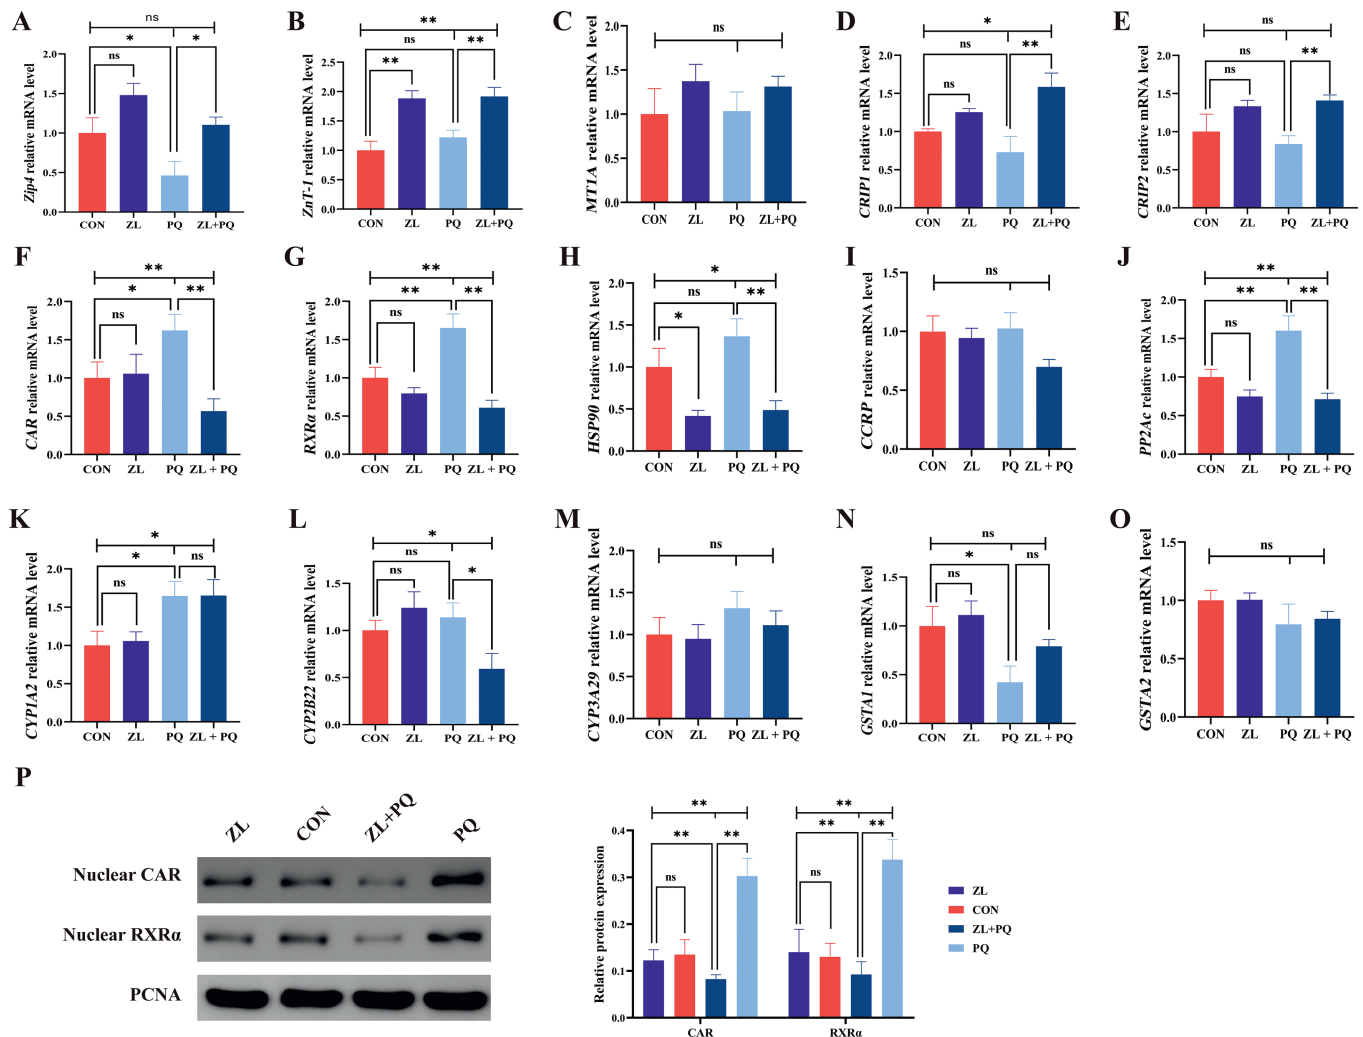 A
ns
*
*
ns
Zip4 relative mRNA level
2.0
1.5
1.0
0.5
0.0
CON ZL PQ ZL+PQ
B
**
ns
**
**
ZnT-1 relative mRNA level
2.5
2.0
1.5
1.0
0.5
0.0
CON ZL PQ ZL+PQ
C
ns
MT1A relative mRNA level
2.0
1.5
1.0
0.5
0.0
CON ZL PQ ZL+PQ
D
*
ns
**
ns
CRIP1 relative mRNA level
2.0
1.5
1.0
0.5
0.0
CON ZL PQ ZL+PQ
E
ns
ns
**
ns
CRIP2 relative mRNA level
2.0
1.5
1.0
0.5
0.0
CON ZL PQ ZL+PQ
F
**
*
**
ns
CAR relative mRNA level
2.0
1.5
1.0
0.5
0.0
CON ZL PQ ZL + PQ
G
**
**
**
ns
RXRα relative mRNA level
2.0
1.5
1.0
0.5
0.0
CON ZL PQ ZL + PQ
H
*
ns
**
*
HSP90 relative mRNA level
2.0
1.5
1.0
0.5
0.0
CON ZL PQ ZL + PQ
I
ns
CCRP relative mRNA level
1.5
1.0
0.5
0.0
CON ZL PQ ZL + PQ
J
**
**
**
ns
PP2Ac relative mRNA level
2.0
1.5
1.0
0.5
0.0
CON ZL PQ ZL + PQ
K
*
*
ns
ns
CYP1A2 relative mRNA level
2.0
1.5
1.0
0.5
0.0
CON ZL PQ ZL + PQ
L
*
ns
*
ns
CYP2B22 relative mRNA level
1.5
1.0
0.5
0.0
CON ZL PQ ZL + PQ
M
ns
CYP3A29 relative mRNA level
2.0
1.5
1.0
0.5
0.0
CON ZL PQ ZL + PQ
N
ns
*
ns
ns
GSTA1 relative mRNA level
1.5
1.0
0.5
0.0
CON ZL PQ ZL + PQ
O
ns
GSTA2 relative mRNA level
1.5
1.0
0.5
0.0
CON ZL PQ ZL + PQ
P
ZL CON ZL+PQ PQ
Nuclear CAR
Nuclear RXRα
PCNA
** **
** ** ** **
ns ns
Relative protein expression
0.4
0.3
0.2
0.1
0.0
CAR RXRα
ZL
CON
ZL+PQ
PQ